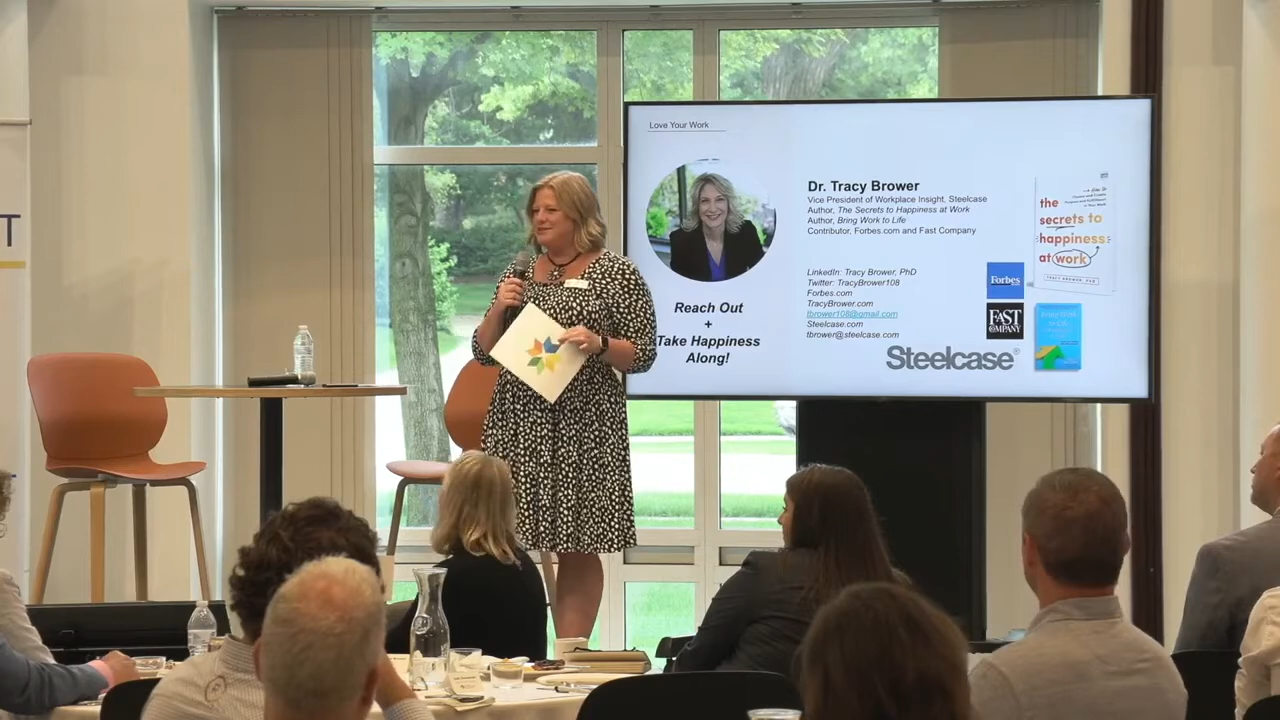 T
Love Your Work
Dr. Tracy Brower
Vice President of Workplace Insight, Steelcase
Author, The Secrets to Happiness at Work
Author, Bring Work to Life
Contributor, Forbes.com and Fast Company
LinkedIn: Tracy Brower, PhD
Twitter: TracyBrower108
Forbes.com
TracyBrower.com
tbrower108@gmail.com
Steelcase.com
tbrower@steelcase.com
Reach Out
+
Take Happiness
Along!
the
secrets to
happiness
at work
TRACY BROWER, PhD
Forbes
FAST
COMPANY
Steelcase®